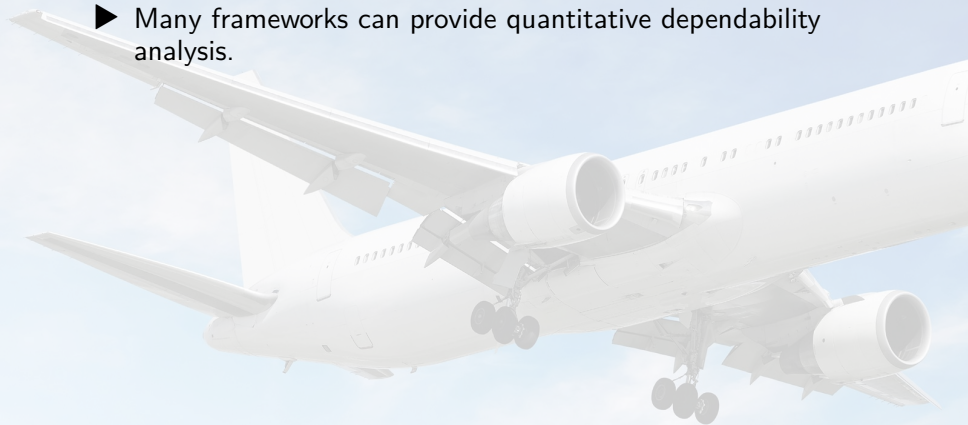 ▶ Many frameworks can provide quantitative dependability
analysis.